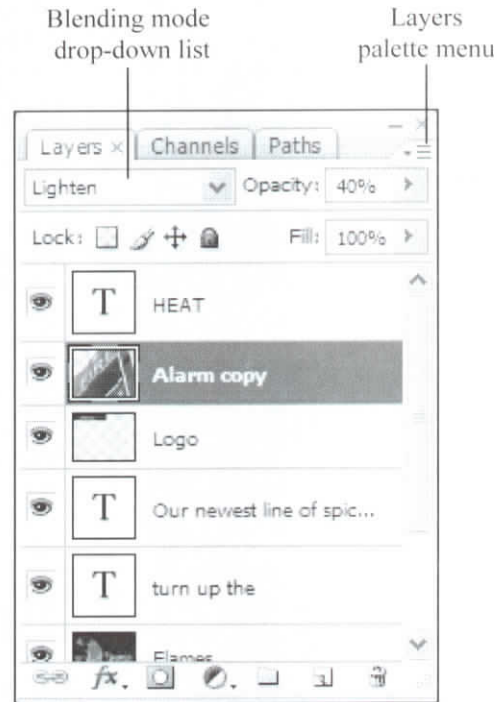 Blending mode
drop-down list
Layers
palette menu
Layers × Channels Paths
Lighten Opacity: 40%
Lock: Fill: 100%
T HEAT
Alarm copy
Logo
T Our newest line of spic...
T turn up the
Flames
fx.